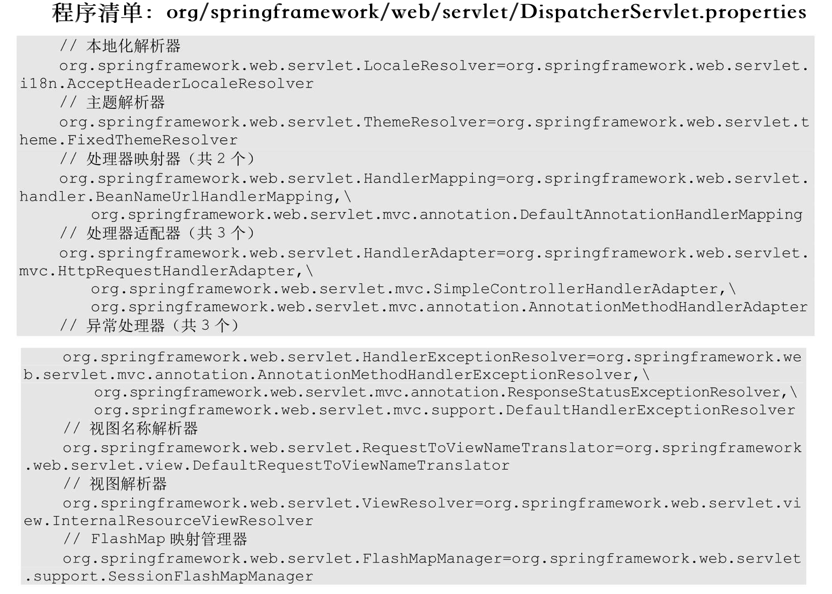 程序清单：org/springframework/web/servlet/DispatcherServlet.properties
// 本地化解析器
org.springframework.web.servlet.LocaleResolver=org.springframework.web.servlet.
i18n.AcceptHeaderLocaleResolver
// 主题解析器
org.springframework.web.servlet.ThemeResolver=org.springframework.web.servlet.t
heme.FixedThemeResolver
// 处理器映射器（共 2 个）
org.springframework.web.servlet.HandlerMapping=org.springframework.web.servlet.
handler.BeanNameUrlHandlerMapping,\
org.springframework.web.servlet.mvc.annotation.DefaultAnnotationHandlerMapping
// 处理器适配器（共 3 个）
org.springframework.web.servlet.HandlerAdapter=org.springframework.web.servlet.
mvc.HttpRequestHandlerAdapter,\
org.springframework.web.servlet.mvc.SimpleControllerHandlerAdapter,\
org.springframework.web.servlet.mvc.annotation.AnnotationMethodHandlerAdapter
// 异常处理器（共 3 个）
org.springframework.web.servlet.HandlerExceptionResolver=org.springframework.we
b.servlet.mvc.annotation.AnnotationMethodHandlerExceptionResolver,\
org.springframework.web.servlet.mvc.annotation.ResponseStatusExceptionResolver,\
org.springframework.web.servlet.mvc.support.DefaultHandlerExceptionResolver
// 视图名称解析器
org.springframework.web.servlet.RequestToViewNameTranslator=org.springframework
.web.servlet.view.DefaultRequestToViewNameTranslator
// 视图解析器
org.springframework.web.servlet.ViewResolver=org.springframework.web.servlet.vi
ew.InternalResourceViewResolver
// FlashMap 映射管理器
org.springframework.web.servlet.FlashMapManager=org.springframework.web.servlet
.support.SessionFlashMapManager